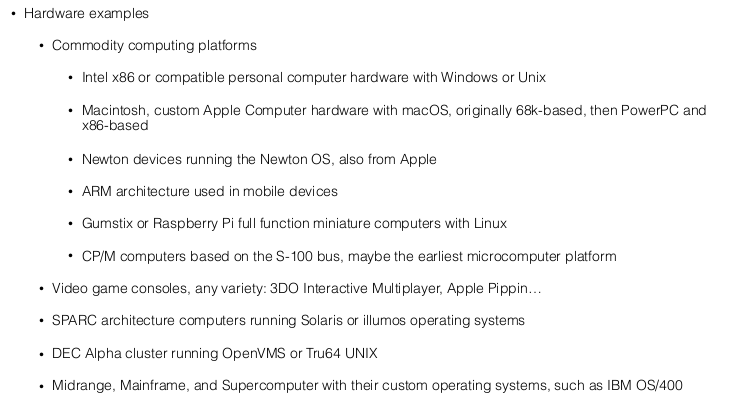 • Hardware examples
• Commodity computing platforms
• Intel x86 or compatible personal computer hardware with Windows or Unix
• Macintosh, custom Apple Computer hardware with macOS, originally 68k-based, then PowerPC and
x86-based
• Newton devices running the Newton OS, also from Apple
• ARM architecture used in mobile devices
• Gumstix or Raspberry Pi full function miniature computers with Linux
• CP/M computers based on the S-100 bus, maybe the earliest microcomputer platform
• Video game consoles, any variety: 3DO Interactive Multiplayer, Apple Pippin…
• SPARC architecture computers running Solaris or illumos operating systems
• DEC Alpha cluster running OpenVMS or Tru64 UNIX
• Midrange, Mainframe, and Supercomputer with their custom operating systems, such as IBM OS/400